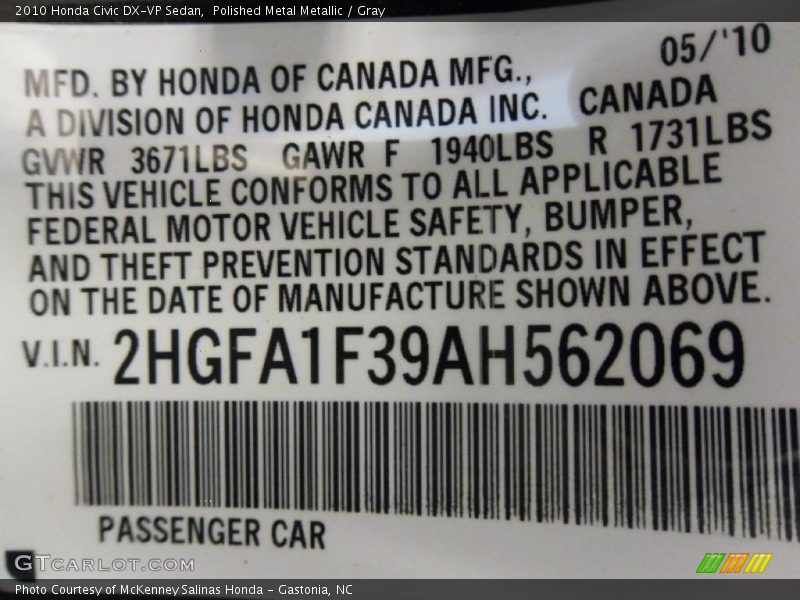 2010 Honda Civic DX-VP Sedan,  Polished Metal Metallic / Gray
05/'10
MFD. BY HONDA OF CANADA MFG.,
A DIVISION OF HONDA CANADA INC. CANADA
GVWR 3671LBS GAWR F 1940LBS R 1731LBS
THIS VEHICLE CONFORMS TO ALL APPLICABLE
FEDERAL MOTOR VEHICLE SAFETY, BUMPER,
AND THEFT PREVENTION STANDARDS IN EFFECT
ON THE DATE OF MANUFACTURE SHOWN ABOVE.
V.I.N. 2HGFA1F39AH562069
PASSENGER CAR
GTCARLOT.COM
Photo Courtesy of McKenney Salinas Honda - Gastonia, NC